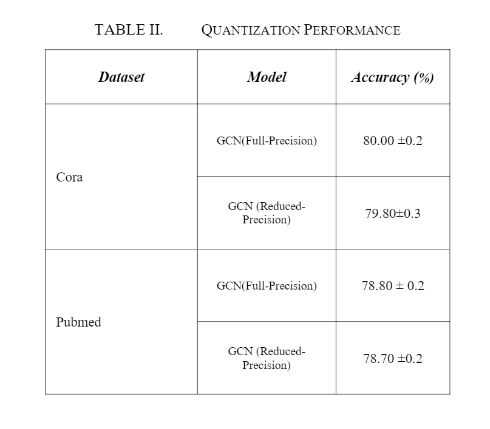 TABLE II. QUANTIZATION PERFORMANCE
Dataset Model Accuracy (%)
Cora
GCN(Full-Precision) 80.00 ±0.2
GCN (Reduced-
Precision)
79.80±0.3
Pubmed
GCN(Full-Precision) 78.80 ± 0.2
GCN (Reduced-
Precision)
78.70 ±0.2